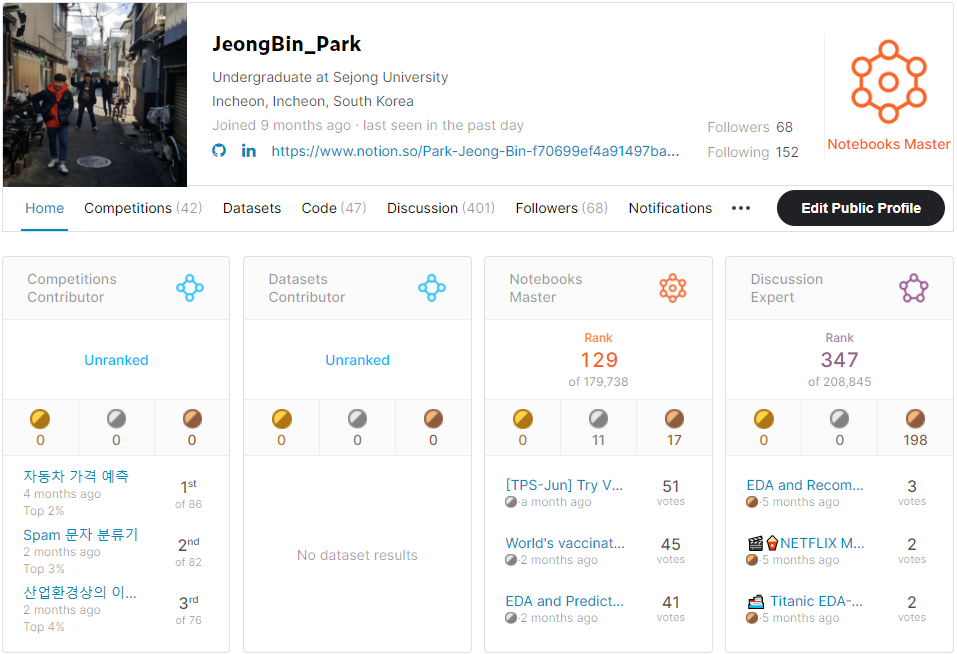 JeongBin_Park
Undergraduate at Sejong University
Incheon, Incheon, South Korea
Joined 9 months ago · last seen in the past day
https://www.notion.so/Park-Jeong-Bin-f70699ef4a91497ba...
Followers 68
Following 152
Notebooks Master
Home Competitions (42) Datasets Code (47) Discussion (401) Followers (68) Notifications ••• Edit Public Profile
Competitions
Contributor
Unranked
0 0 0
자동차 가격 예측
4 months ago
Top 2%
1st
of 86
Spam 문자 분류기
2 months ago
Top 3%
2nd
of 82
산업환경상의 이...
2 months ago
Top 4%
3rd
of 76
Datasets
Contributor
Unranked
0 0 0
No dataset results
Notebooks
Master
Rank
129
of 179,738
0 11 17
[TPS-Jun] Try V...
·a month ago
51
votes
World's vaccinat...
·2 months ago
45
votes
EDA and Predict...
·2 months ago
41
votes
Discussion
Expert
Rank
347
of 208,845
0 0 198
EDA and Recom...
·5 months ago
3
votes
🎬🍿NETFLIX M...
·5 months ago
2
votes
🚢 Titanic EDA-...
·5 months ago
2
votes